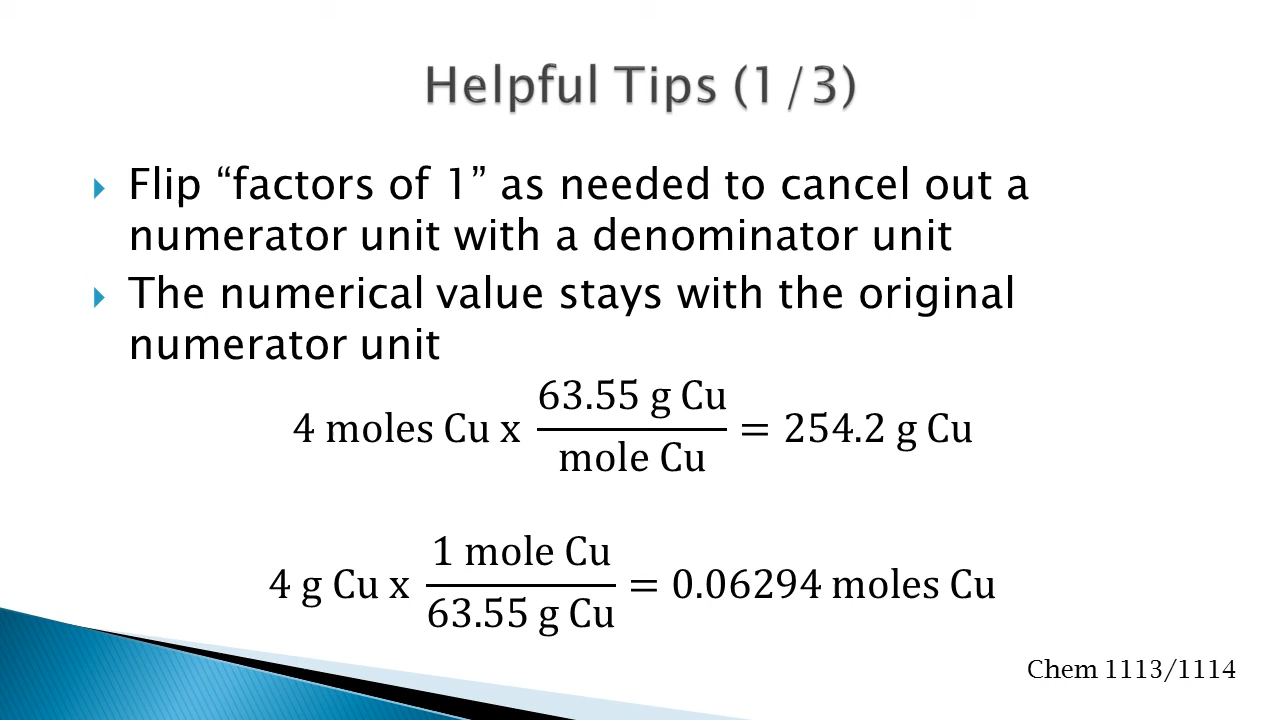 Helpful Tips (1/3)
Flip “factors of 1” as needed to cancel out a
numerator unit with a denominator unit
The numerical value stays with the original
numerator unit
63.55 g Cu
4 moles Cu x = 254.2 g Cu
mole Cu
1 mole Cu
4 g Cu x = 0.06294 moles Cu
63.55 g Cu
Chem 1113/1114